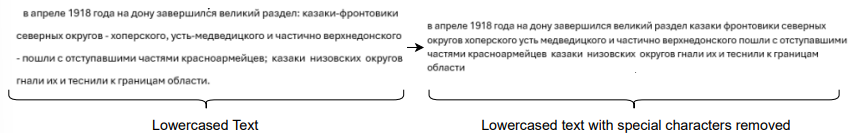 в апреле 1918 года на дону завершился великий раздел: казаки-фронтовики
северных округов - хоперского, усть-медведицкого и частично верхнедонского
- пошли с отступавшими частями красноармейцев; казаки низовских округов
гнали их и теснили к границам области.
Lowercased Text
в апреле 1918 года на дону завершился великий раздел казаки фронтовики северных
округов хоперского усть медведицкого и частично верхнедонского пошли с отступавшими
частями красноармейцев казаки низовских округов гнали их и теснили к границам
области
Lowercased text with special characters removed